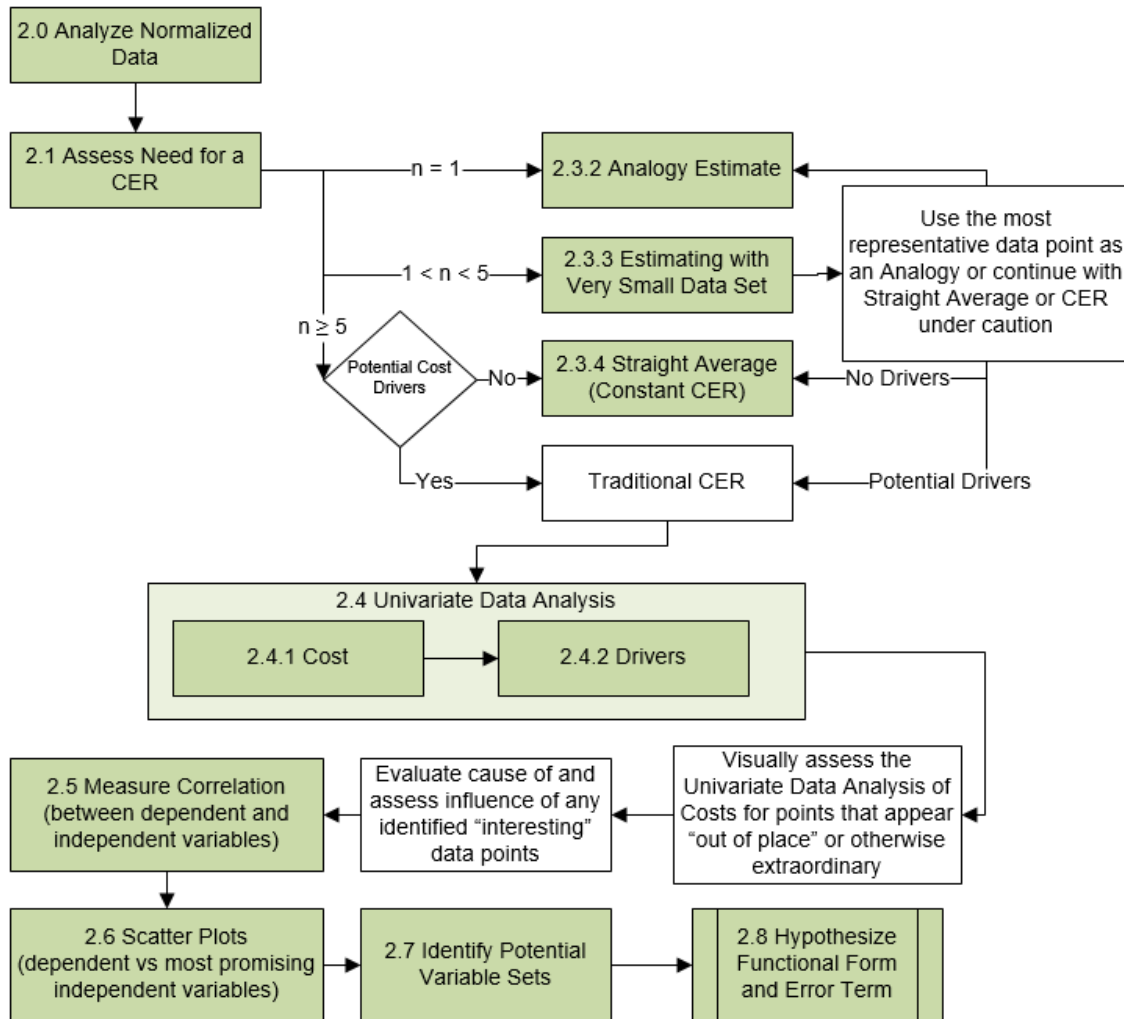 2.0 Analyze Normalized
Data
2.1 Assess Need for a
CER
n = 1
2.3.2 Analogy Estimate
Use the most
representative data point as
an Analogy or continue with
Straight Average or CER
under caution
1 < n < 5
2.3.3 Estimating with
Very Small Data Set
n ≥ 5
Potential Cost
Drivers
No
2.3.4 Straight Average
(Constant CER)
No Drivers
Yes
Traditional CER
Potential Drivers
2.4 Univariate Data Analysis
2.4.1 Cost
2.4.2 Drivers
Visually assess the
Univariate Data Analysis of
Costs for points that appear
“out of place” or otherwise
extraordinary
Evaluate cause of and
assess influence of any
identified “interesting”
data points
2.5 Measure Correlation
(between dependent and
independent variables)
2.6 Scatter Plots
(dependent vs most promising
independent variables)
2.7 Identify Potential
Variable Sets
2.8 Hypothesize
Functional Form
and Error Term